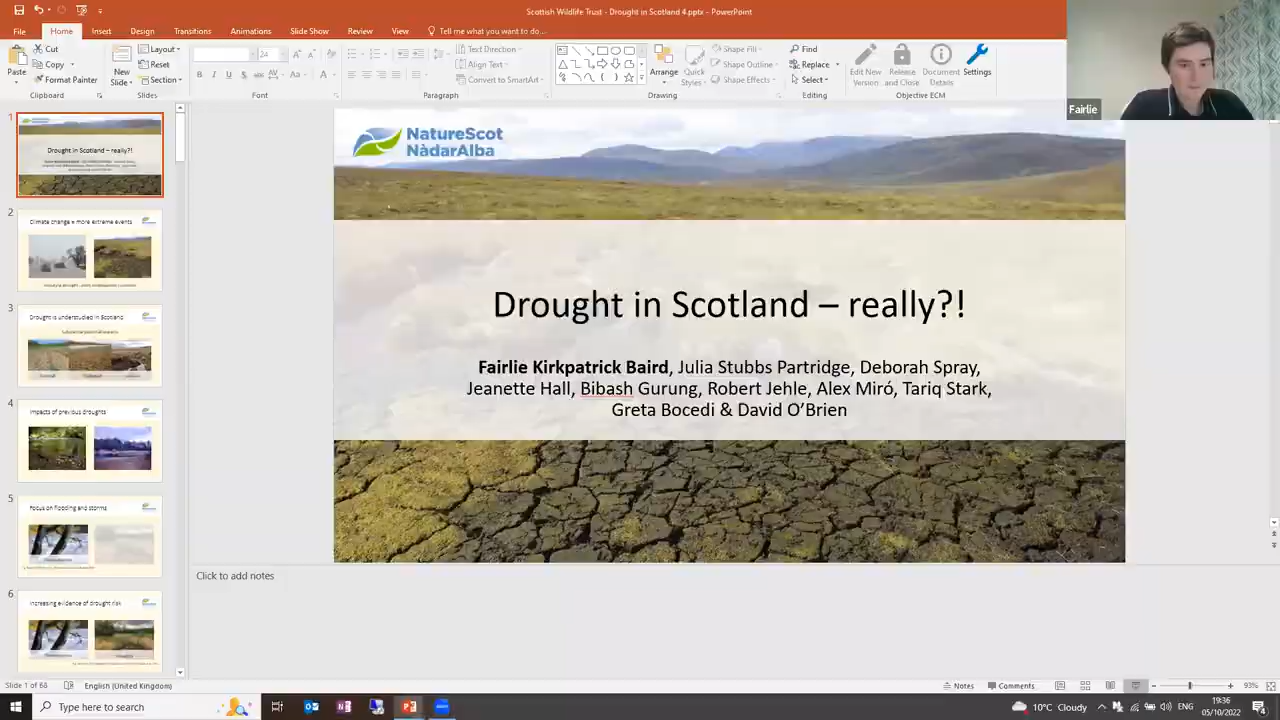 Scottish Wildlife Trust - Drought in Scotland 4.pptx - PowerPoint
File Home Insert Design Transitions Animations Slide Show Review View Tell me what you want to do...
Paste
Cut
Copy
Format Painter
Clipboard
New Slide
Layout
Reset
Section
Slides
24
Font
Text Direction
Align Text
Convert to SmartArt
Paragraph
Arrange
Quick Styles
Shape Fill
Shape Outline
Shape Effects
Drawing
Find
Replace
Select
Editing
Edit New Version
Release and Close
Document Details
Settings
Objective ECM
Fairlie
1
Drought in Scotland – really?!
2
Climate change = more extreme events
3
Drought is understudied in Scotland
4
Impacts of previous droughts
5
Focus on flooding and storms
6
Increasing evidence of drought risk
NatureScot
NàdarAlba
Drought in Scotland – really?!
Fairlie Kirkpatrick Baird, Julia Stubbs Partridge, Deborah Spray,
Jeanette Hall, Bibash Gurung, Robert Jehle, Alex Miró, Tariq Stark,
Greta Bocedi & David O'Brien
Click to add notes
Slide 1 of 68 English (United Kingdom) Notes Comments 93%
Type here to search 10°C Cloudy ENG 19:36
05/10/2022